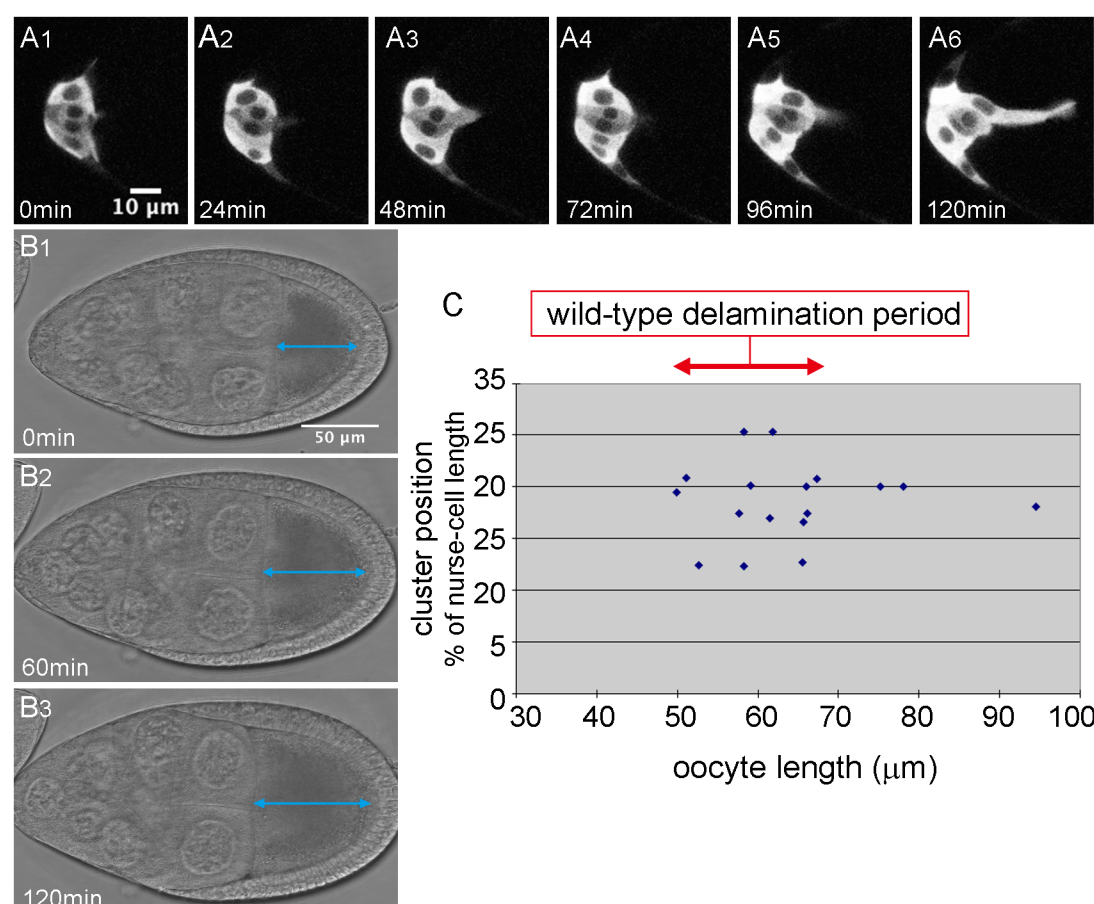 A1
0min
10 µm
A2
24min
A3
48min
A4
72min
A5
96min
A6
120min
B1
0min
50 µm
B2
60min
B3
120min
C
wild-type delamination period
cluster position
% of nurse-cell length
35
25
20
25
20
5
0
30 40 50 60 70 80 90 100
oocyte length (µm)